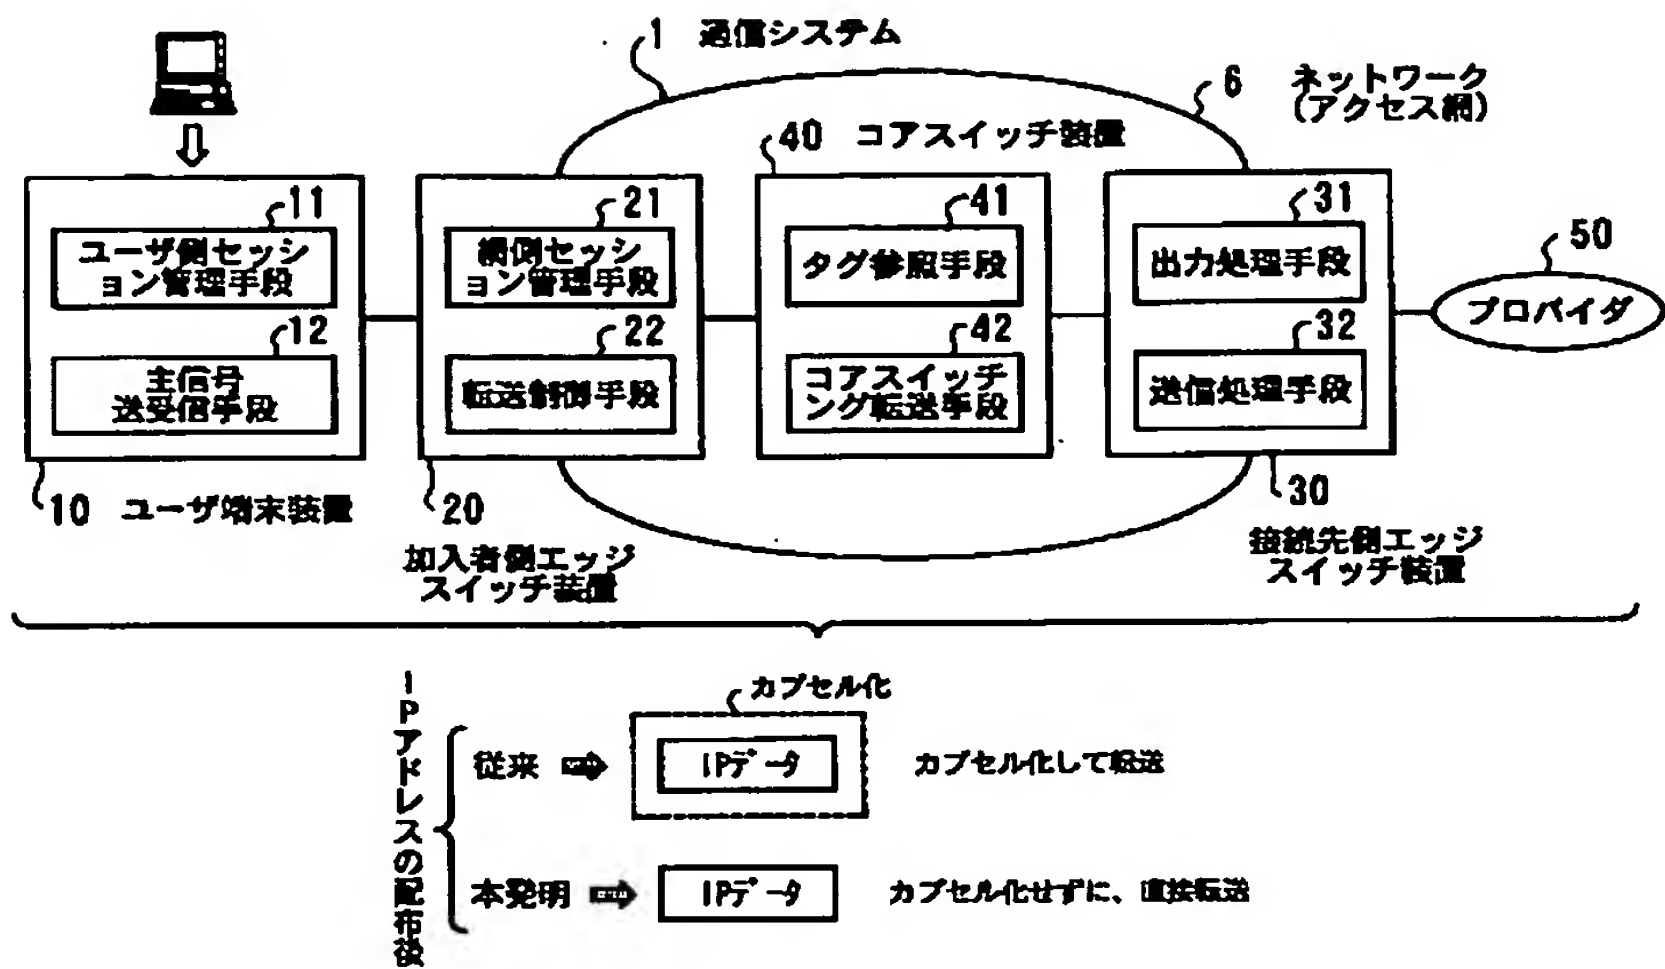 1 通信システム
6 ネットワーク
(アクセス網)
40 コアスイッチ装置
11
ユーザ側セッシ
ョン管理手段
12
主信号
送受信手段
21
網側セッシ
ョン管理手段
22
転送制御手段
41
タグ参照手段
42
コアスイッチ
ング転送手段
31
出力処理手段
32
送信処理手段
50
プロバイダ
10 ユーザ端末装置
20
加入者側エッジ
スイッチ装置
30
接続先側エッジ
スイッチ装置
IPアドレスの配布後
カプセル化
従来
IPデータ
カプセル化して転送
本発明
IPデータ
カプセル化せずに、直接転送